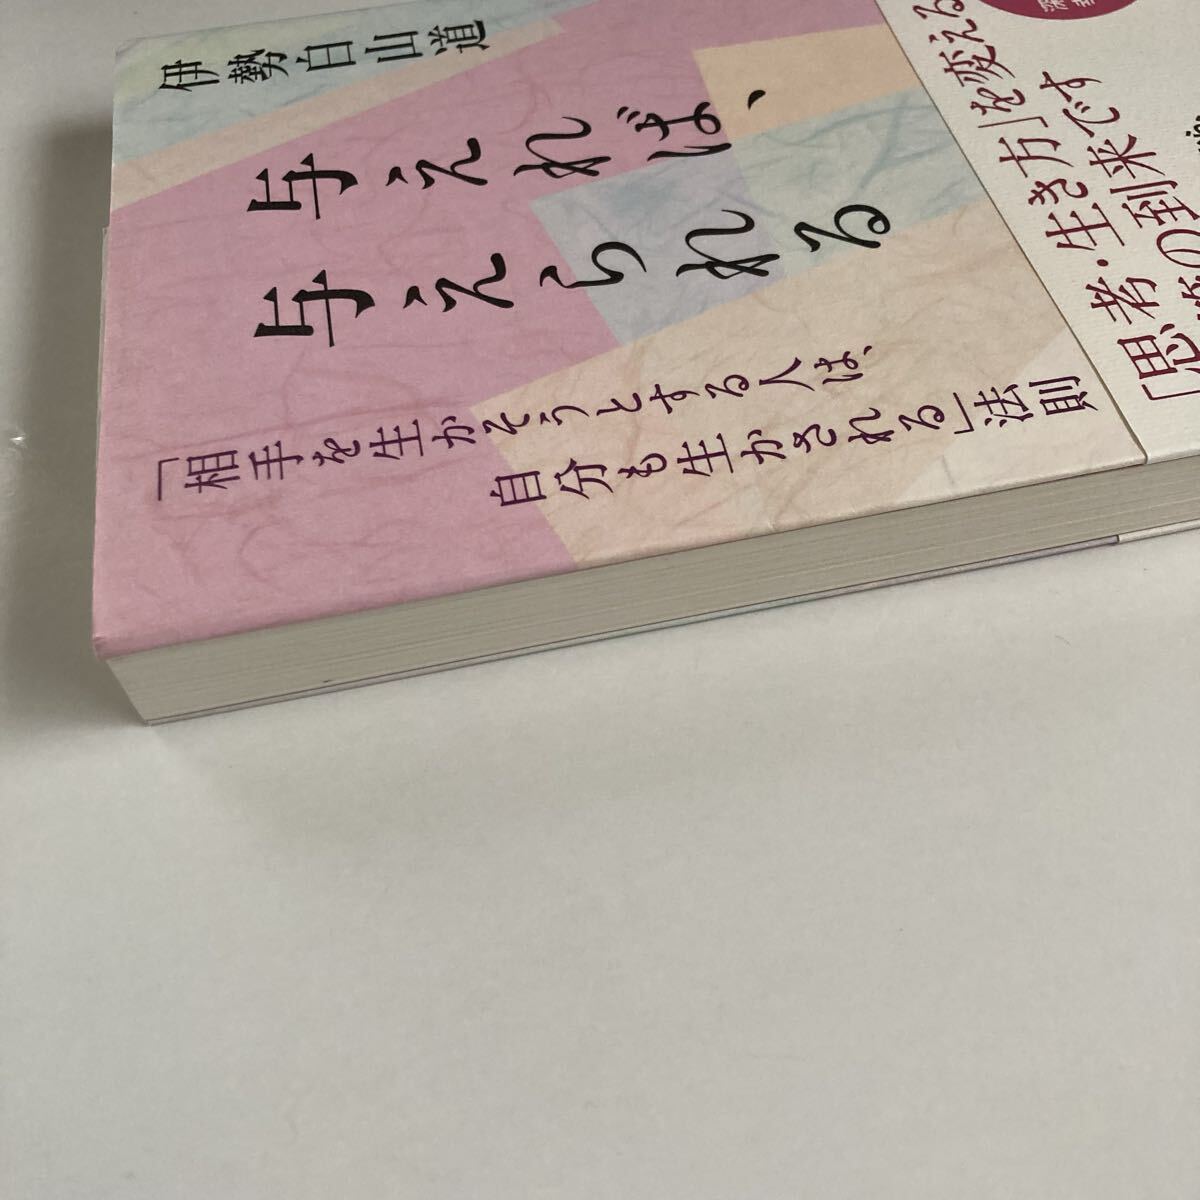 伊勢白山道
与えれば、
与えられる
「相手を生かそうとする人は、
自分も生かされる」法則
「思考・生き方」を変える
の到来です